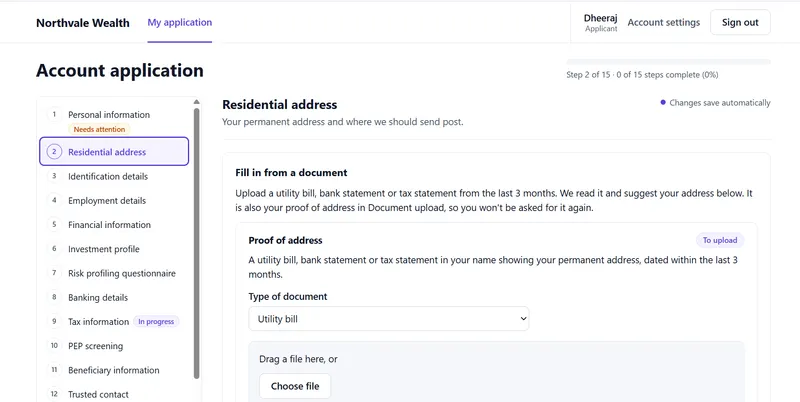 Northvale Wealth
My application
Dheeraj
Applicant
Account settings
Sign out
Account application
Step 2 of 15 · 0 of 15 steps complete (0%)
1 Personal information
Needs attention
2 Residential address
3 Identification details
4 Employment details
5 Financial information
6 Investment profile
7 Risk profiling questionnaire
8 Banking details
9 Tax information In progress
10 PEP screening
11 Beneficiary information
12 Trusted contact
Residential address
Changes save automatically
Your permanent address and where we should send post.
Fill in from a document
Upload a utility bill, bank statement or tax statement from the last 3 months. We read it and suggest your address below. It
is also your proof of address in Document upload, so you won't be asked for it again.
Proof of address
To upload
A utility bill, bank statement or tax statement in your name showing your permanent address, dated within the last 3
months.
Type of document
Utility bill
Drag a file here, or
Choose file